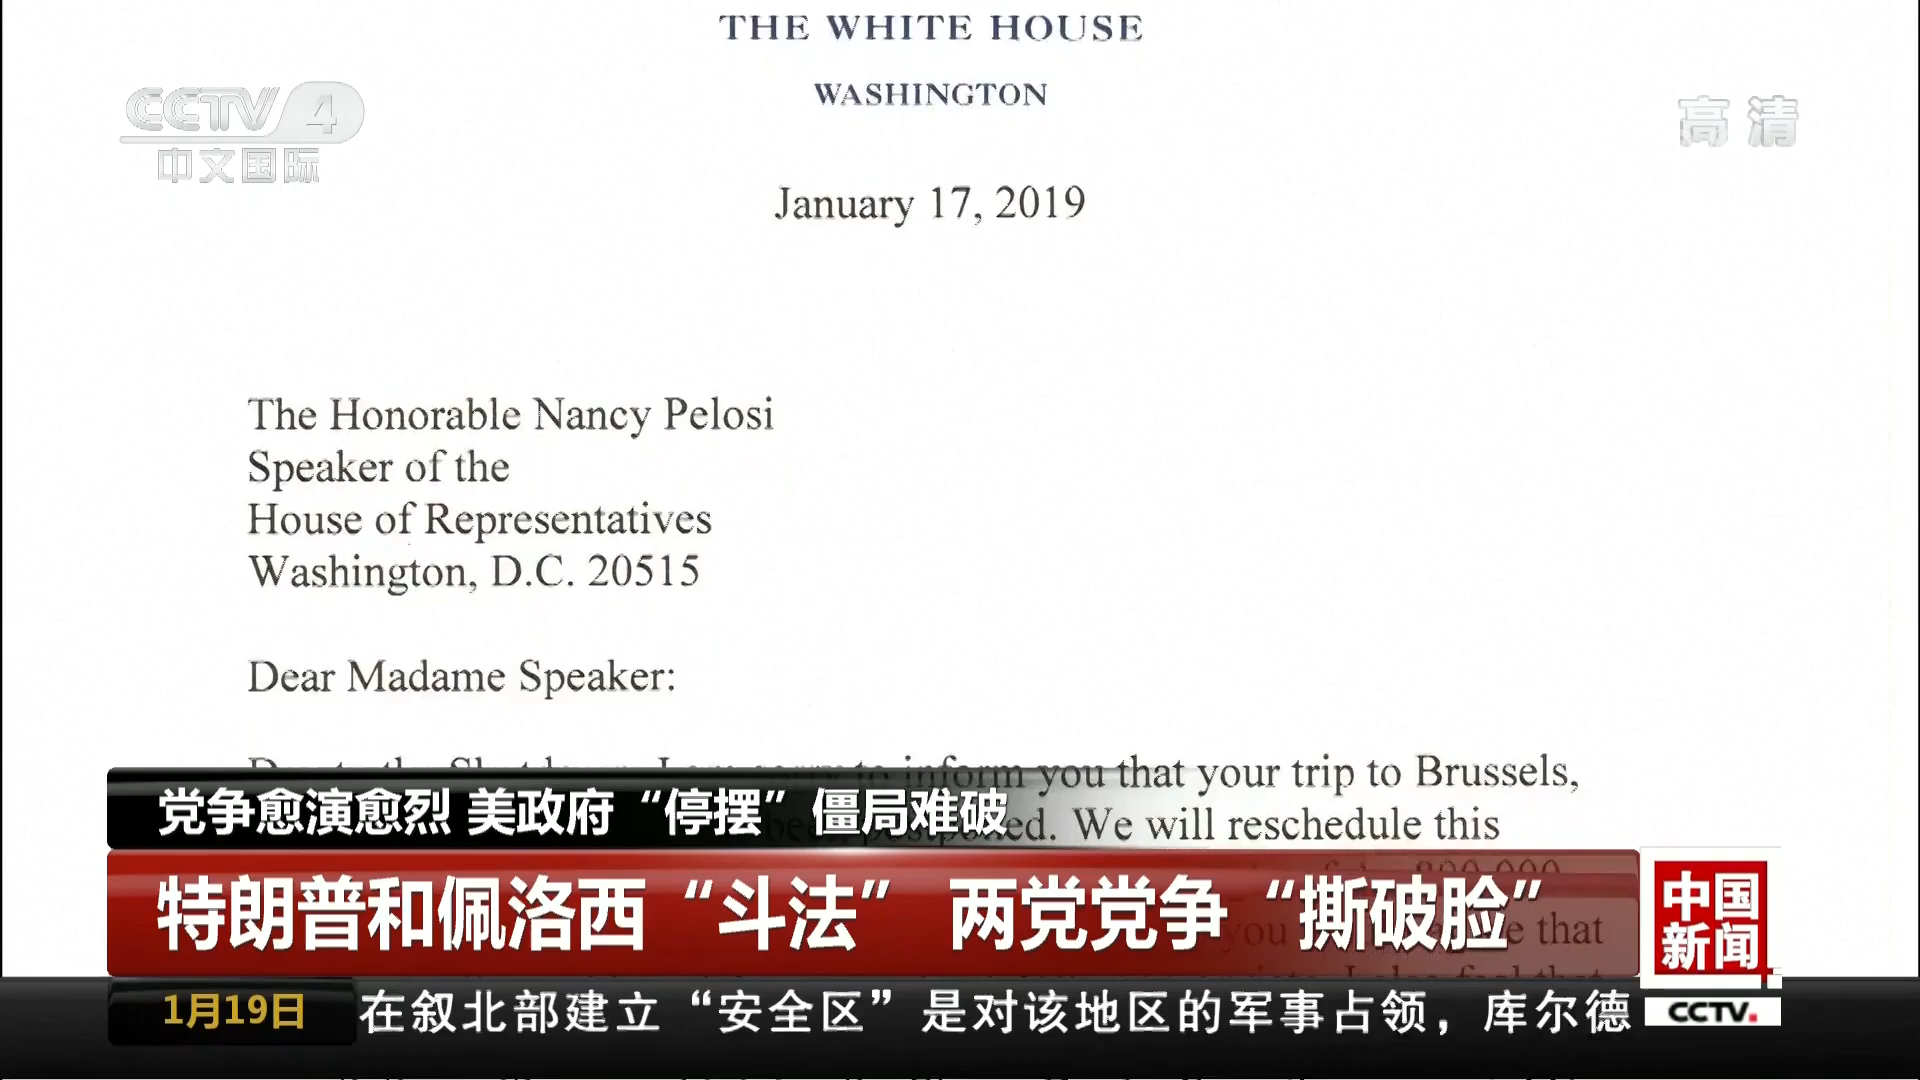 THE WHITE HOUSE
WASHINGTON
CCTV 4
中文国际
高清
January 17, 2019
The Honorable Nancy Pelosi
Speaker of the
House of Representatives
Washington, D.C. 20515
Dear Madame Speaker:
to inform you that your trip to Brussels,
党争愈演愈烈 美政府“停摆”僵局难破
We will reschedule this
特朗普和佩洛西“斗法” 两党党争“撕破脸”
you
that
中国
新闻
1月19日
在叙北部建立“安全区”是对该地区的军事占领，库尔德
CCTV.